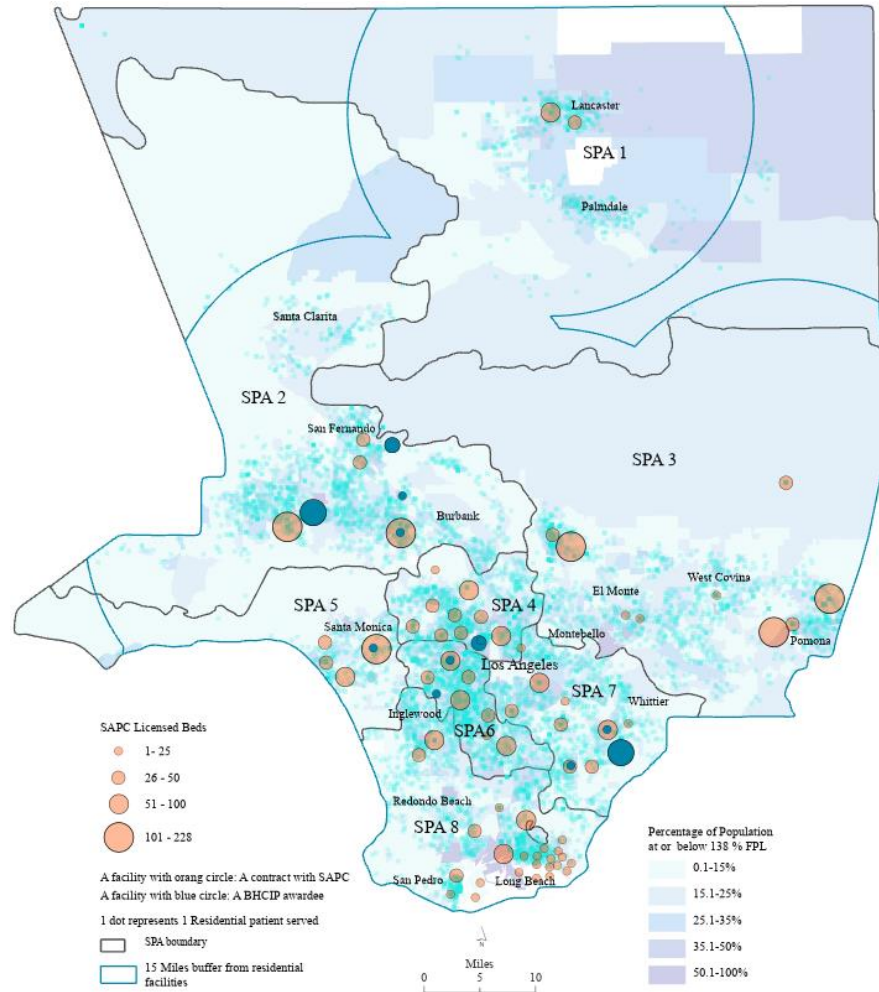 Lancaster
SPA 1
Palmdale
Santa Clarita
SPA 2
San Fernando
SPA 3
Burbank
West Covina
El Monte
SPA 5
SPA 4
Santa Monica
Montebello
Pomona
Los Angeles
SPA 7
Whittier
Inglewood
SPA6
SAPC Licensed Beds
1- 25
26 - 50
51 - 100
101 - 228
Redondo Beach
SPA 8
San Pedro
Long Beach
A facility with orang circle: A contract with SAPC
A facility with blue circle: A BHCIP awardee
1 dot represents 1 Residential patient served
SPA boundary
15 Miles buffer from residential
facilities
N
Miles
0 5 10
Percentage of Population
at or below 138 % FPL
0.1-15%
15.1-25%
25.1-35%
35.1-50%
50.1-100%